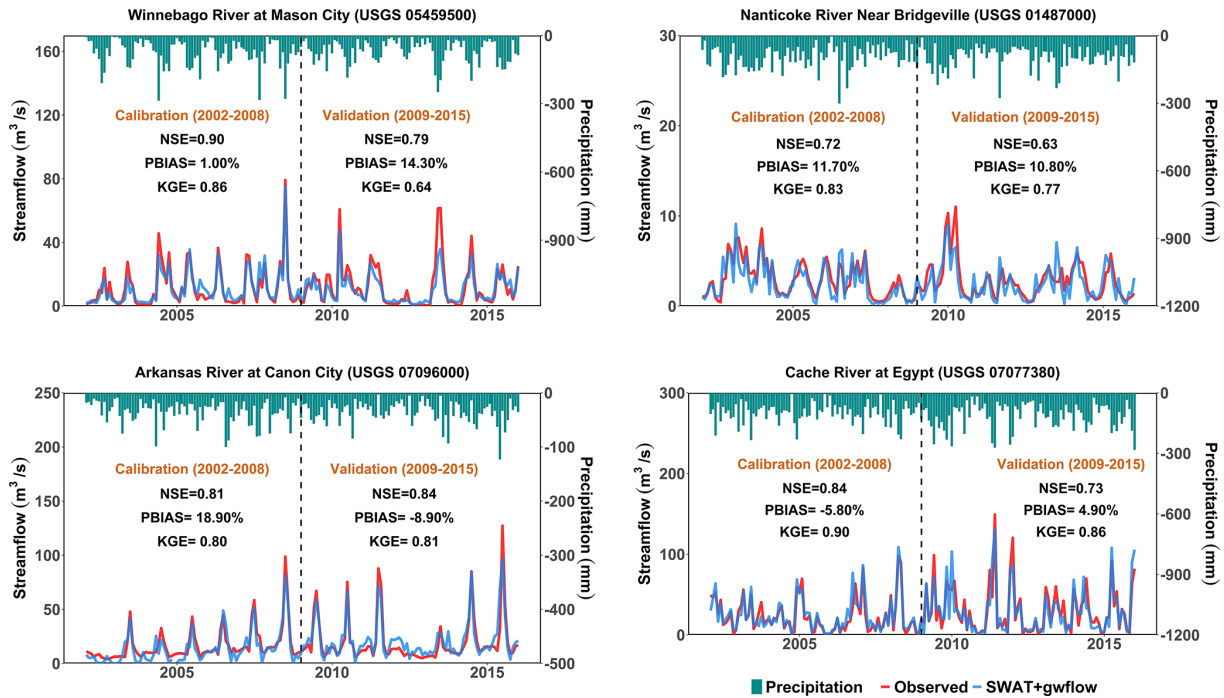 Winnebago River at Mason City (USGS 05459500)
160
120
80
40
0
Streamflow (m³/s)
0
-300
-600
-900
Precipitation (mm)
Calibration (2002-2008)
NSE=0.90
PBIAS= 1.00%
KGE= 0.86
Validation (2009-2015)
NSE=0.79
PBIAS= 14.30%
KGE= 0.64
2005
2010
2015
Nanticoke River Near Bridgeville (USGS 01487000)
30
20
10
0
Streamflow (m³/s)
0
-300
-600
-900
-1200
Precipitation (mm)
Calibration (2002-2008)
NSE=0.72
PBIAS= 11.70%
KGE= 0.83
Validation (2009-2015)
NSE=0.63
PBIAS= 10.80%
KGE= 0.77
2005
2010
2015
Arkansas River at Canon City (USGS 07096000)
250
200
150
100
50
0
Streamflow (m³/s)
0
-100
-200
-300
-400
-500
Precipitation (mm)
Calibration (2002-2008)
NSE=0.81
PBIAS= 18.90%
KGE= 0.80
Validation (2009-2015)
NSE=0.84
PBIAS= -8.90%
KGE= 0.81
2005
2010
2015
Cache River at Egypt (USGS 07077380)
300
200
100
0
Streamflow (m³/s)
0
-300
-600
-900
-1200
Precipitation (mm)
Calibration (2002-2008)
NSE=0.84
PBIAS= -5.80%
KGE= 0.90
Validation (2009-2015)
NSE=0.73
PBIAS= 4.90%
KGE= 0.86
2005
2010
2015
Precipitation Observed SWAT+gwflow